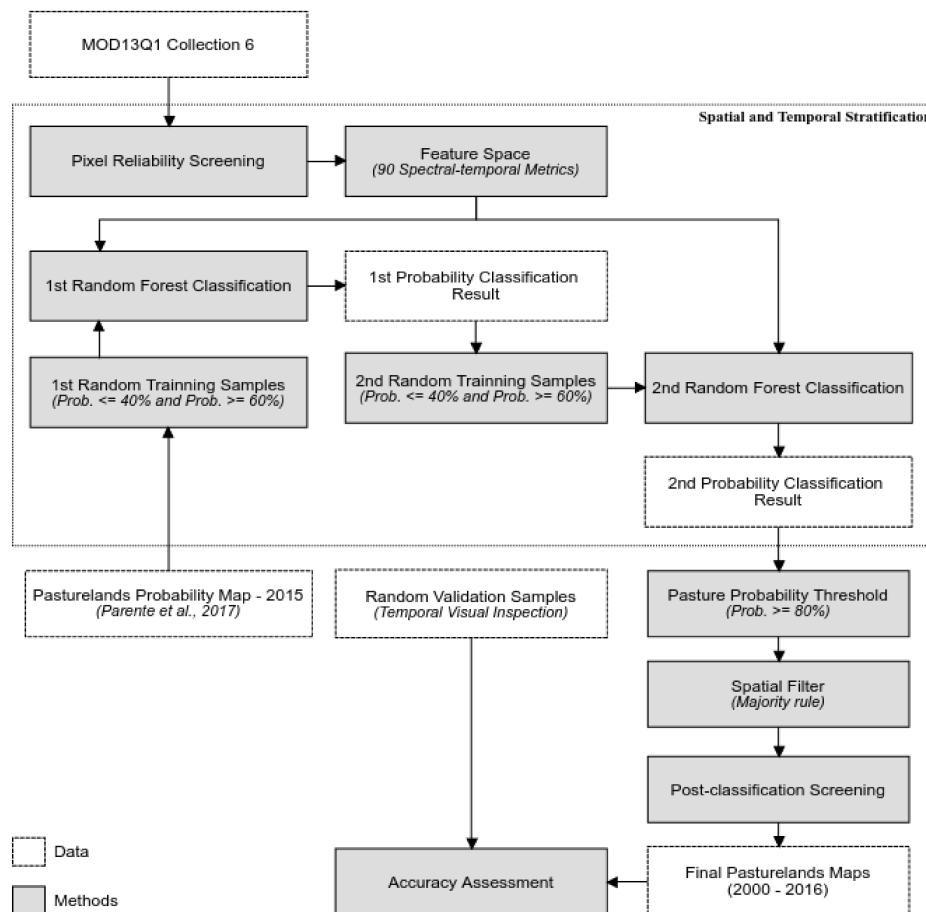 MOD13Q1 Collection 6
Spatial and Temporal Stratification
Pixel Reliability Screening
Feature Space
(90 Spectral-temporal Metrics)
1st Random Forest Classification
1st Probability Classification
Result
1st Random Trainning Samples
(Prob. <= 40% and Prob. >= 60%)
2nd Random Trainning Samples
(Prob. <= 40% and Prob. >= 60%)
2nd Random Forest Classification
2nd Probability Classification
Result
Pasturelands Probability Map - 2015
(Parente et al., 2017)
Random Validation Samples
(Temporal Visual Inspection)
Pasture Probability Threshold
(Prob. >= 80%)
Spatial Filter
(Majority rule)
Post-classification Screening
Data
Methods
Accuracy Assessment
Final Pasturelands Maps
(2000 - 2016)